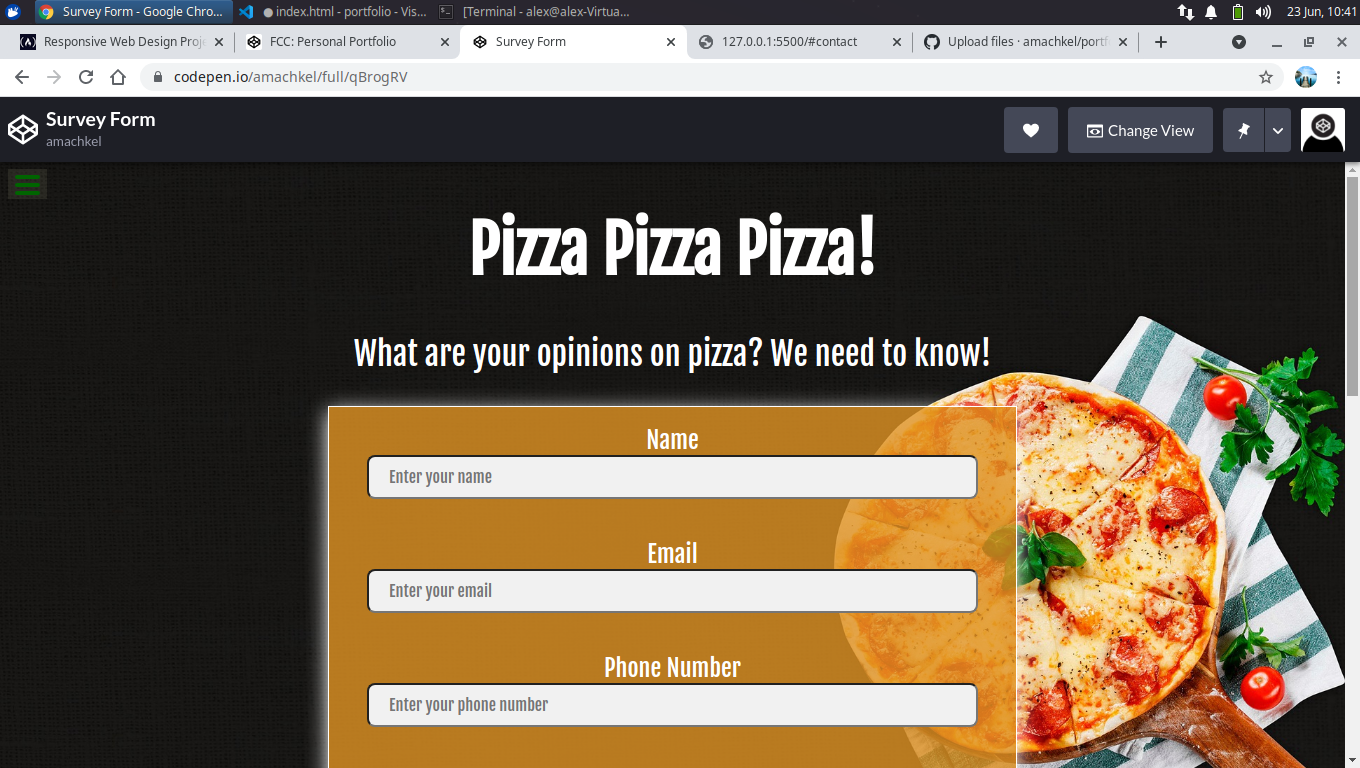 Survey Form - Google Chro...
● index.html - portfolio - Vis...
[Terminal - alex@alex-Virtua...
23 Jun, 10:41
Responsive Web Design Proje
FCC: Personal Portfolio
Survey Form
127.0.0.1:5500/#contact
Upload files · amachkel/portf
codepen.io/amachkel/full/qBrogRV
Survey Form
amachkel
Change View
Pizza Pizza Pizza!
What are your opinions on pizza? We need to know!
Name
Enter your name
Email
Enter your email
Phone Number
Enter your phone number